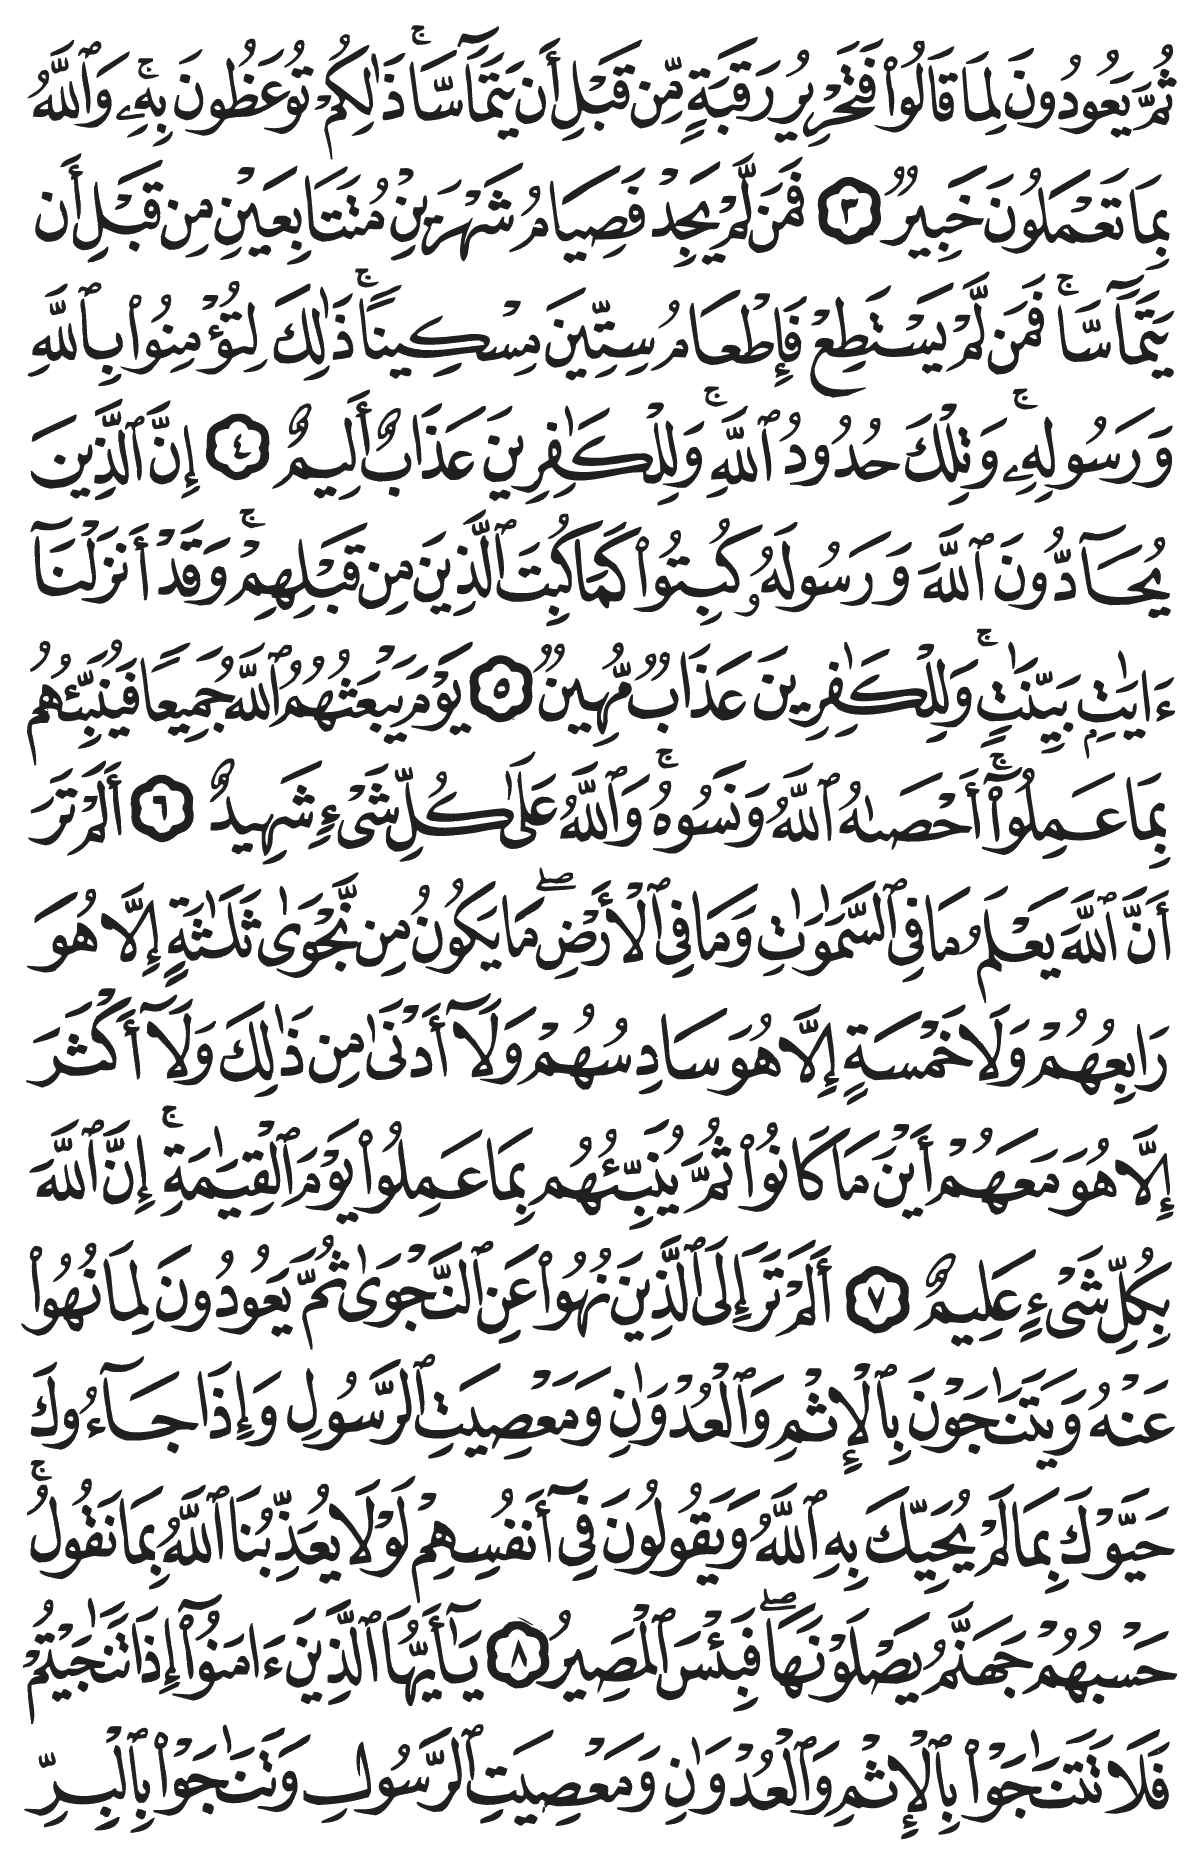 ثُمَّ يَعُودُونَ لِمَا قَالُوا۟ فَتَحْرِيرُ رَقَبَةٍ مِّن قَبْلِ أَن يَتَمَآسَّا ۚ ذَٰلِكُمْ تُوعَظُونَ بِهِۦ ۚ وَٱللَّهُ
بِمَا تَعْمَلُونَ خَبِيرٌ ٣ فَمَن لَّمْ يَجِدْ فَصِيَامُ شَهْرَيْنِ مُتَتَابِعَيْنِ مِن قَبْلِ أَن
يَتَمَآسَّا ۖ فَمَن لَّمْ يَسْتَطِعْ فَإِطْعَامُ سِتِّينَ مِسْكِينًا ۚ ذَٰلِكَ لِتُؤْمِنُوا۟ بِٱللَّهِ
وَرَسُولِهِۦ ۚ وَتِلْكَ حُدُودُ ٱللَّهِ ۗ وَلِلْكَٰفِرِينَ عَذَابٌ أَلِيمٌ ٤ إِنَّ ٱلَّذِينَ
يُحَآدُّونَ ٱللَّهَ وَرَسُولَهُۥ كُبِتُوا۟ كَمَا كُبِتَ ٱلَّذِينَ مِن قَبْلِهِمْ ۚ وَقَدْ أَنزَلْنَآ
ءَايَٰتٍۭ بَيِّنَٰتٍ ۚ وَلِلْكَٰفِرِينَ عَذَابٌ مُّهِينٌ ٥ يَوْمَ يَبْعَثُهُمُ ٱللَّهُ جَمِيعًا فَيُنَبِّئُهُم
بِمَا عَمِلُوٓا۟ ۚ أَحْصَىٰهُ ٱللَّهُ وَنَسُوهُ ۚ وَٱللَّهُ عَلَىٰ كُلِّ شَىْءٍ شَهِيدٌ ٦ أَلَمْ تَرَ
أَنَّ ٱللَّهَ يَعْلَمُ مَا فِى ٱلسَّمَٰوَٰتِ وَمَا فِى ٱلْأَرْضِ ۖ مَا يَكُونُ مِن نَّجْوَىٰ ثَلَٰثَةٍ إِلَّا هُوَ
رَابِعُهُمْ وَلَا خَمْسَةٍ إِلَّا هُوَ سَادِسُهُمْ وَلَآ أَدْنَىٰ مِن ذَٰلِكَ وَلَآ أَكْثَرَ
إِلَّا هُوَ مَعَهُمْ أَيْنَ مَا كَانُوا۟ ثُمَّ يُنَبِّئُهُم بِمَا عَمِلُوا۟ يَوْمَ ٱلْقِيَٰمَةِ ۚ إِنَّ ٱللَّهَ
بِكُلِّ شَىْءٍ عَلِيمٌ ٧ أَلَمْ تَرَ إِلَى ٱلَّذِينَ نُهُوا۟ عَنِ ٱلنَّجْوَىٰ ثُمَّ يَعُودُونَ لِمَا نُهُوا۟
عَنْهُ وَيَتَنَٰجَوْنَ بِٱلْإِثْمِ وَٱلْعُدْوَٰنِ وَمَعْصِيَتِ ٱلرَّسُولِ وَإِذَا جَآءُوكَ
حَيَّوْكَ بِمَا لَمْ يُحَيِّكَ بِهِ ٱللَّهُ وَيَقُولُونَ فِىٓ أَنفُسِهِمْ لَوْلَا يُعَذِّبُنَا ٱللَّهُ بِمَا نَقُولُ ۚ
حَسْبُهُمْ جَهَنَّمُ يَصْلَوْنَهَا ۖ فَبِئْسَ ٱلْمَصِيرُ ٨ يَٰٓأَيُّهَا ٱلَّذِينَ ءَامَنُوٓا۟ إِذَا تَنَٰجَيْتُمْ
فَلَا تَتَنَٰجَوْا۟ بِٱلْإِثْمِ وَٱلْعُدْوَٰنِ وَمَعْصِيَتِ ٱلرَّسُولِ وَتَنَٰجَوْا۟ بِٱلْبِرِّ